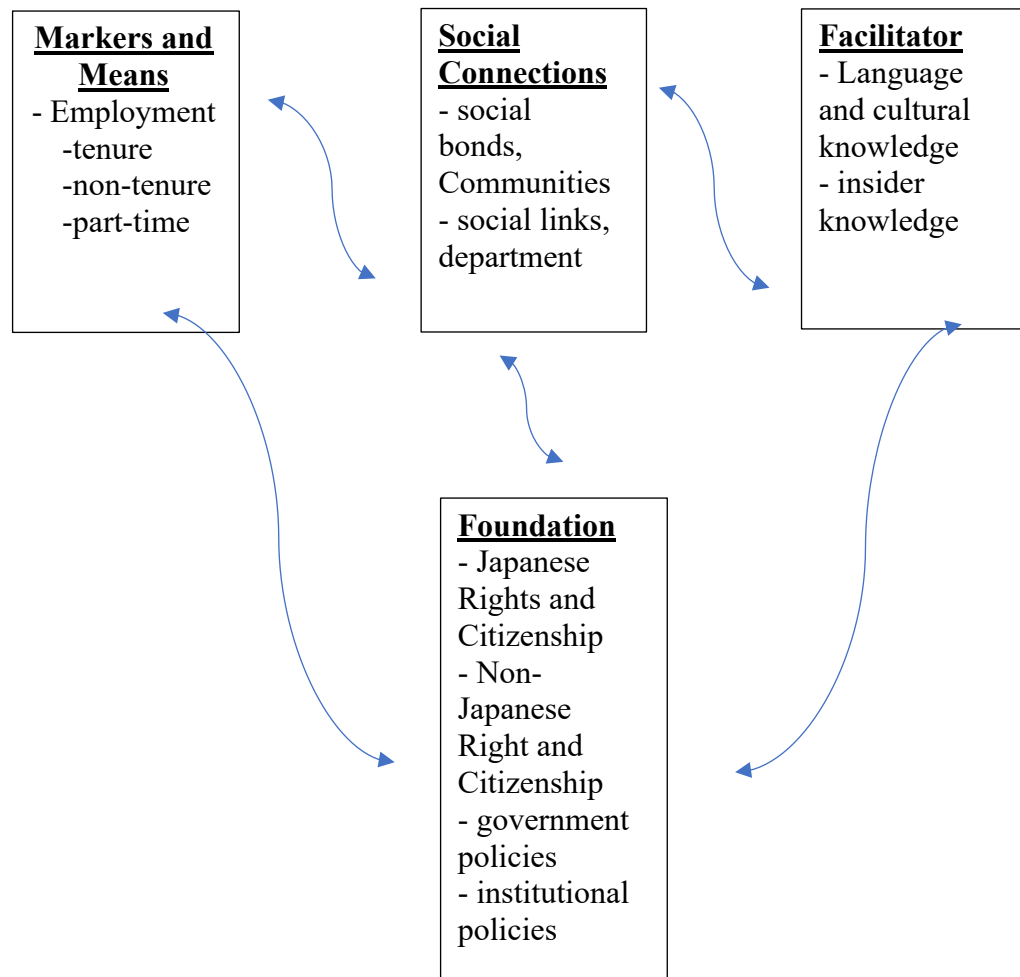 Markers and
Means
- Employment
-tenure
-non-tenure
-part-time
Social
Connections
- social
bonds,
Communities
- social links,
department
Facilitator
- Language
and cultural
knowledge
- insider
knowledge
Foundation
- Japanese
Rights and
Citizenship
- Non-
Japanese
Right and
Citizenship
- government
policies
- institutional
policies